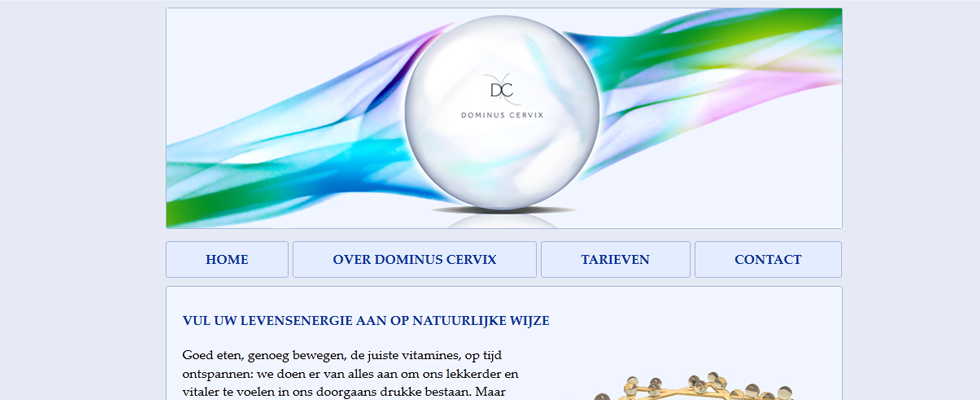 DC
DOMINUS CERVIX
HOME
OVER DOMINUS CERVIX
TARIEVEN
CONTACT
VUL UW LEVENSENERGIE AAN OP NATUURLIJKE WIJZE
Goed eten, genoeg bewegen, de juiste vitamines, op tijd
ontspannen: we doen er van alles aan om ons lekkerder en
vitaler te voelen in ons doorgaans drukke bestaan. Maar